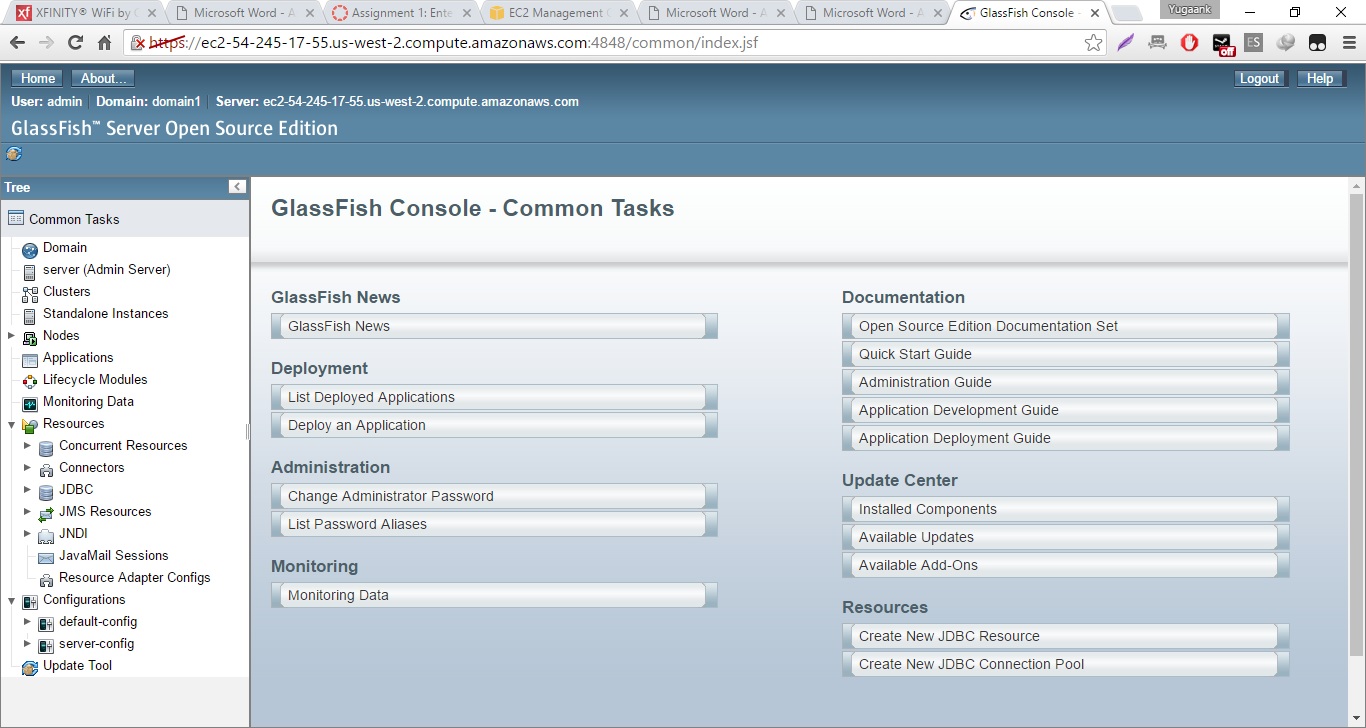 XFINITY® WiFi by C
Microsoft Word - A
Assignment 1: Ente
EC2 Management C
Microsoft Word - A
Microsoft Word - A
GlassFish Console -
Yugaank
https://ec2-54-245-17-55.us-west-2.compute.amazonaws.com:4848/common/index.jsf
off
ES
Home About... Logout Help
User: admin Domain: domain1 Server: ec2-54-245-17-55.us-west-2.compute.amazonaws.com
GlassFish™ Server Open Source Edition
Tree
Common Tasks
Domain
server (Admin Server)
Clusters
Standalone Instances
Nodes
Applications
Lifecycle Modules
Monitoring Data
Resources
Concurrent Resources
Connectors
JDBC
JMS Resources
JNDI
JavaMail Sessions
Resource Adapter Configs
Configurations
default-config
server-config
Update Tool
GlassFish Console - Common Tasks
GlassFish News
GlassFish News
Deployment
List Deployed Applications
Deploy an Application
Administration
Change Administrator Password
List Password Aliases
Monitoring
Monitoring Data
Documentation
Open Source Edition Documentation Set
Quick Start Guide
Administration Guide
Application Development Guide
Application Deployment Guide
Update Center
Installed Components
Available Updates
Available Add-Ons
Resources
Create New JDBC Resource
Create New JDBC Connection Pool